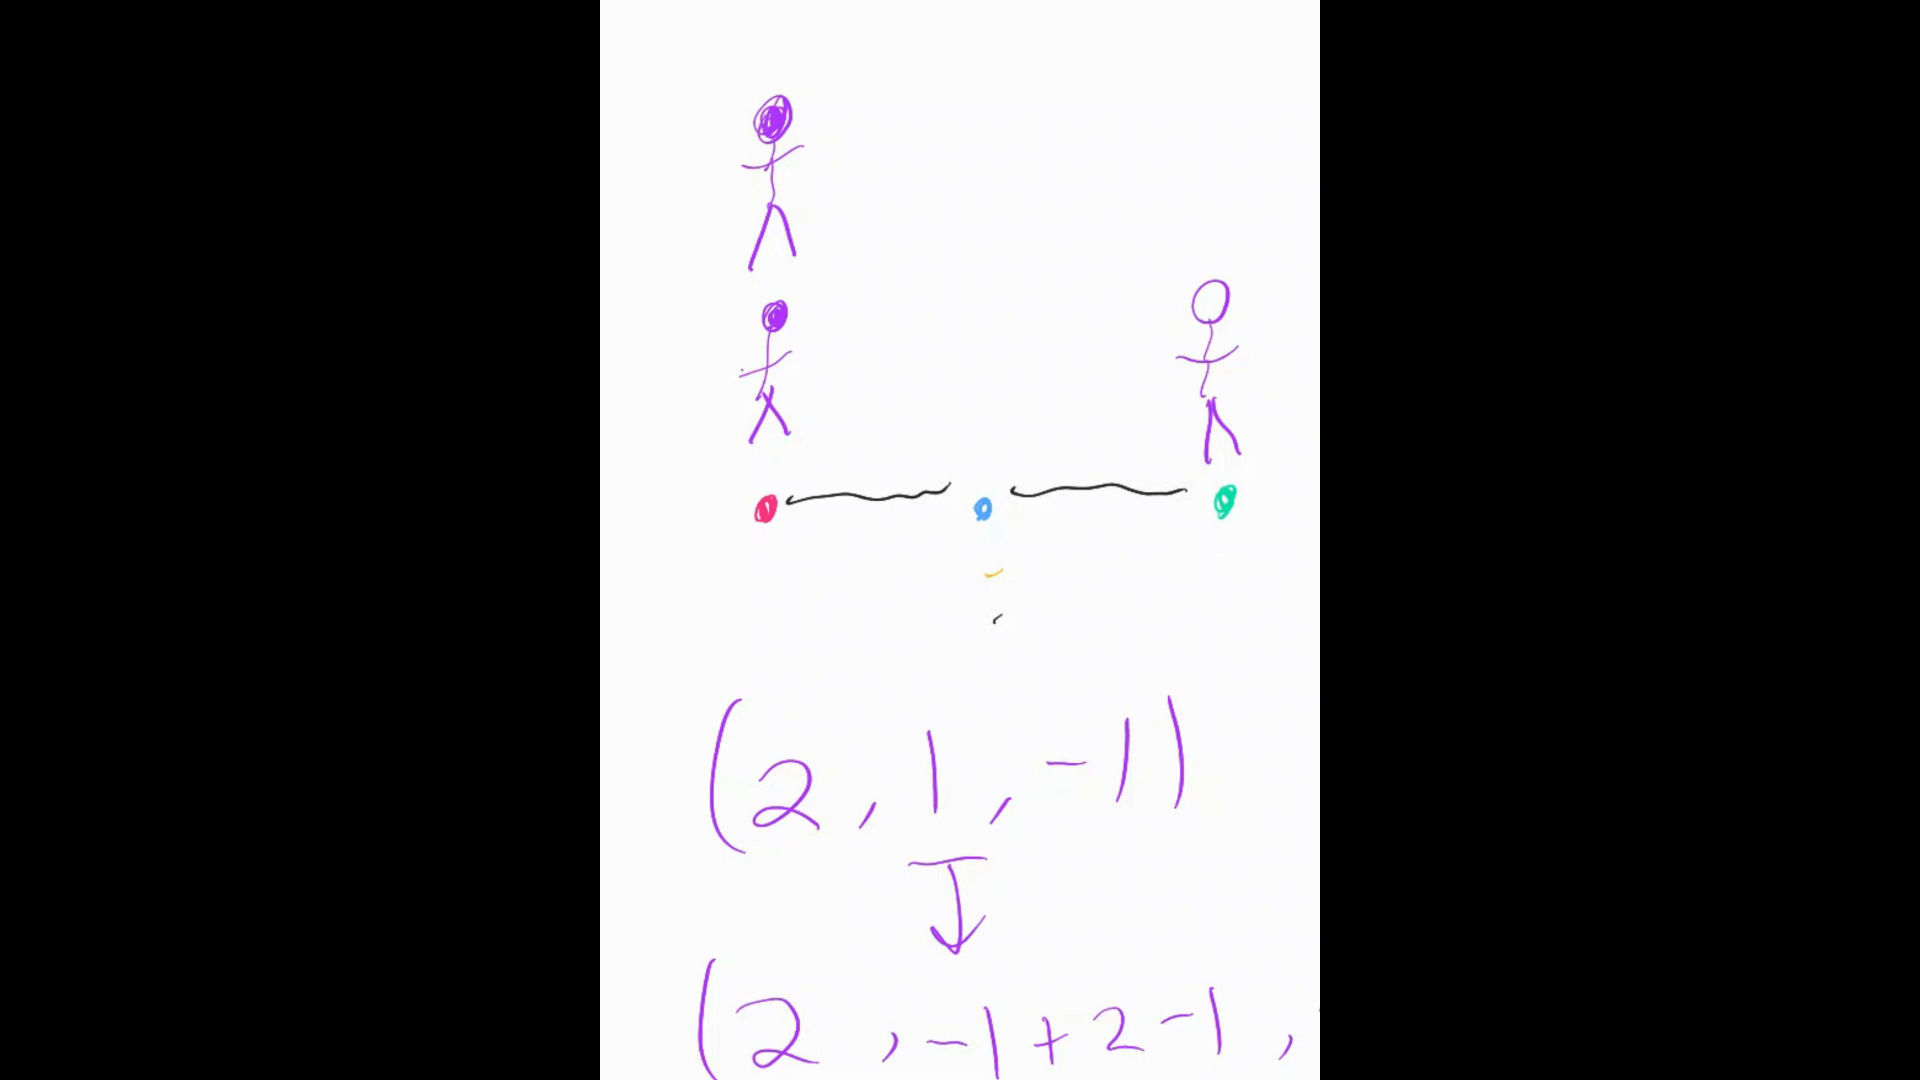 (2, 1, -1)
(2, -1+2-1,